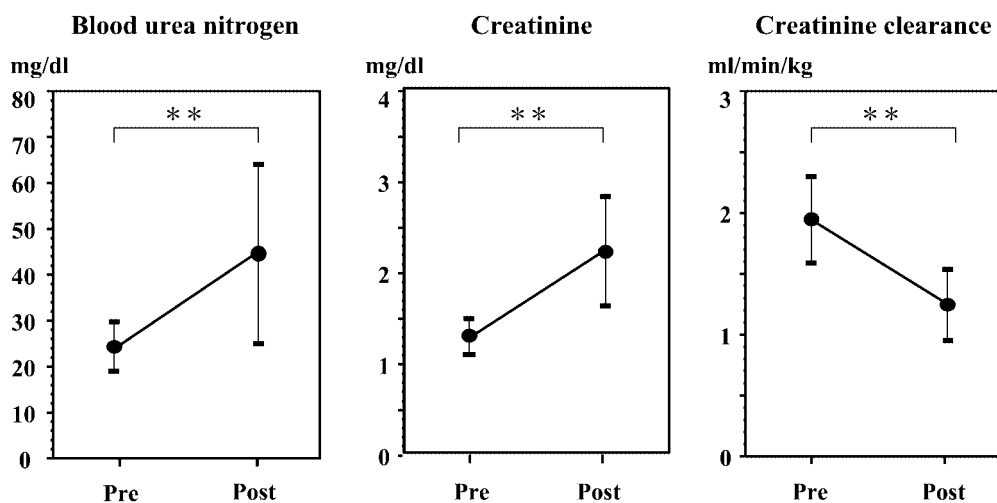 Blood urea nitrogen
mg/dl
80
70
60
50
40
30
20
10
0
**
Pre Post
Creatinine
mg/dl
4
3
2
1
0
**
Pre Post
Creatinine clearance
ml/min/kg
3
2
1
0
**
Pre Post